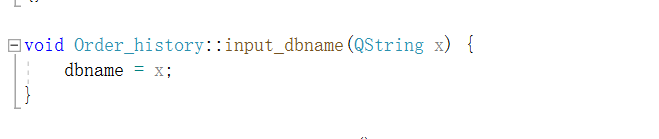 void Order_history::input_dbname(QString x) {
    dbname = x;
}